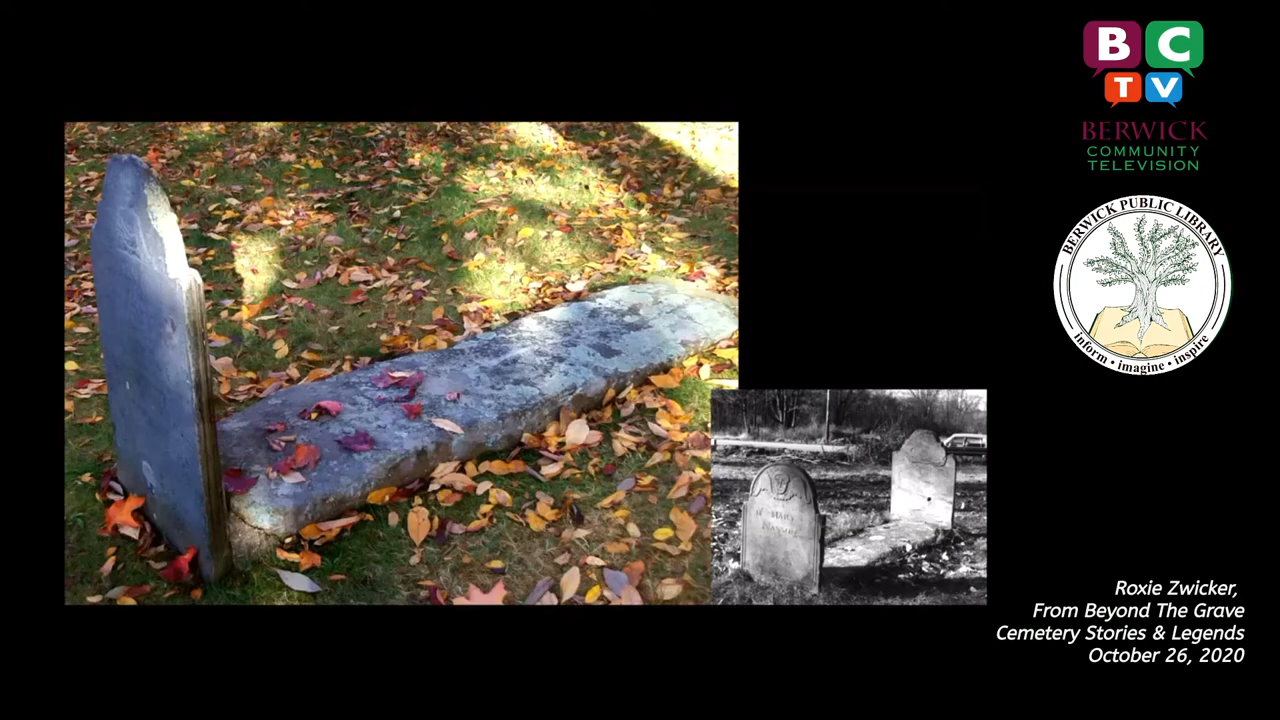 B C
T V
BERWICK
COMMUNITY
TELEVISION
BERWICK PUBLIC LIBRARY
inform • imagine • inspire
Roxie Zwicker,
From Beyond The Grave
Cemetery Stories & Legends
October 26, 2020